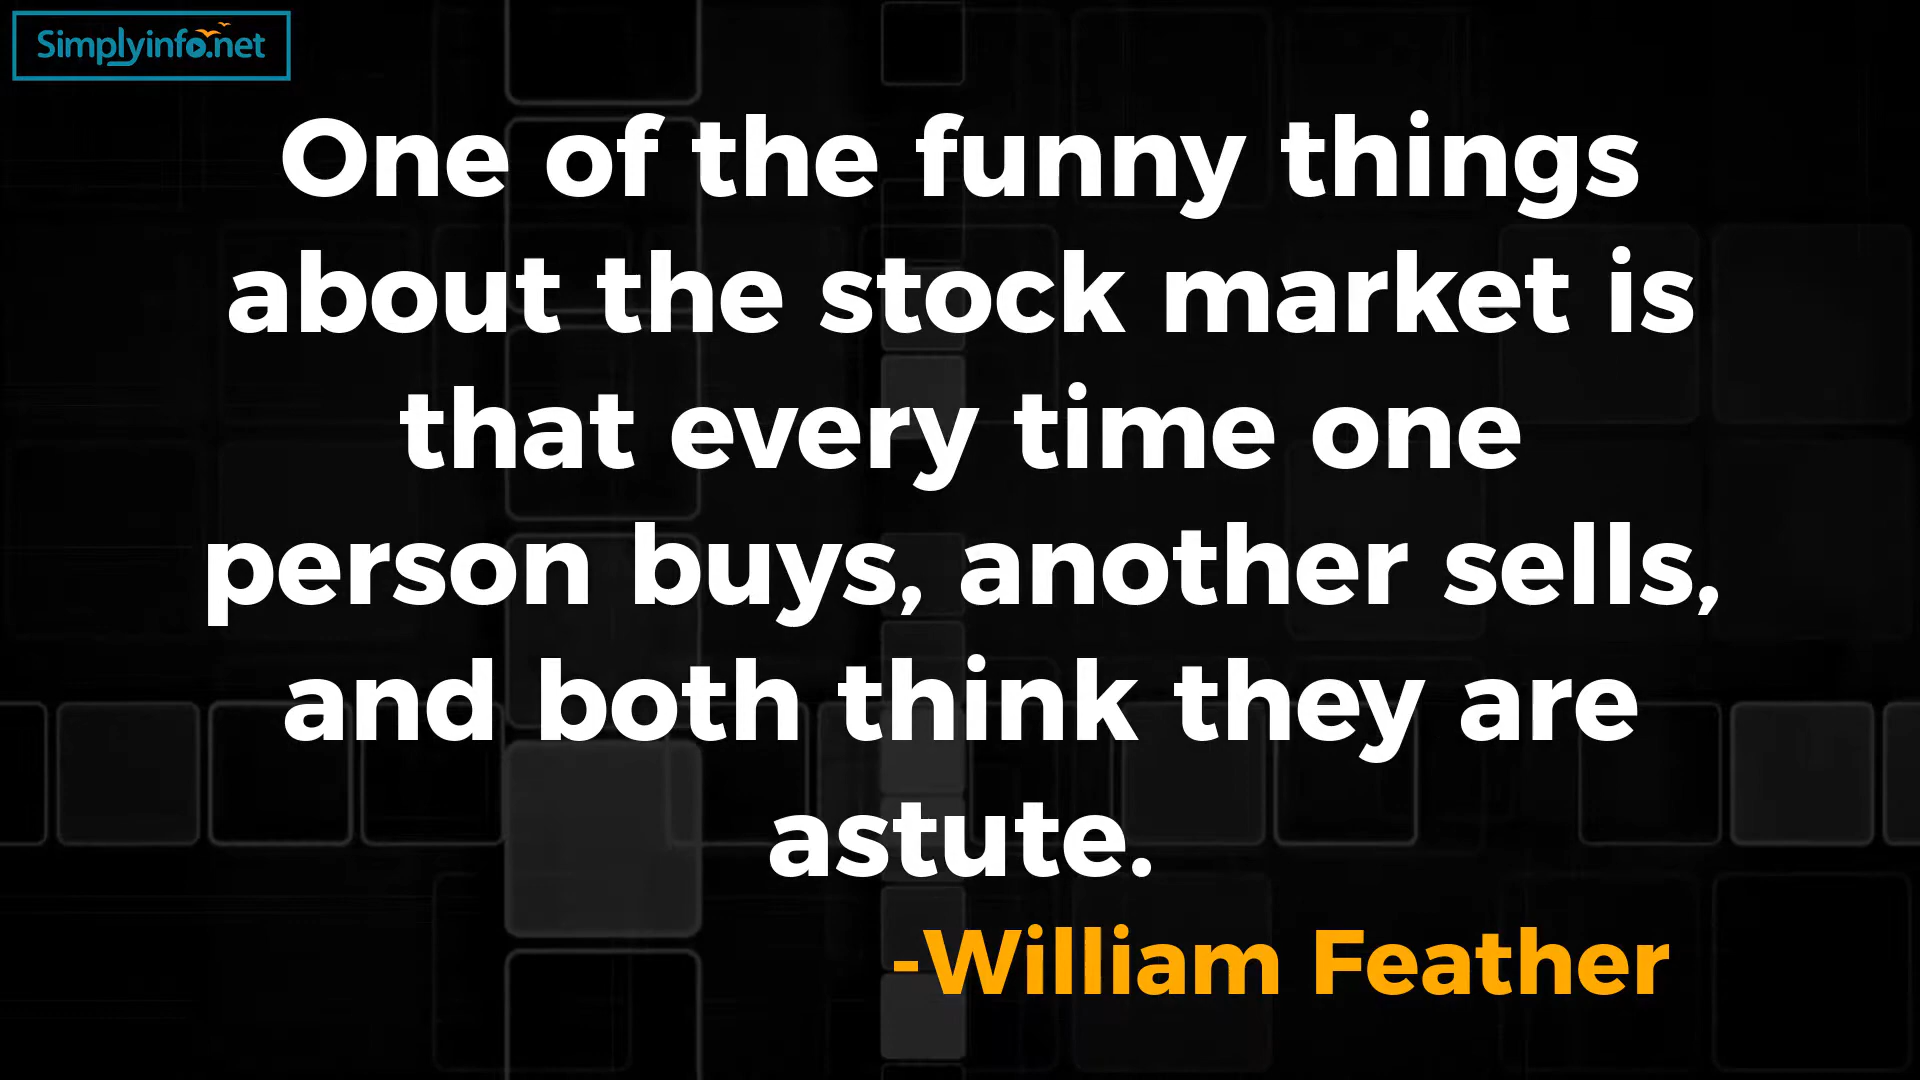 Simplyinfo.net
One of the funny things
about the stock market is
that every time one
person buys, another sells,
and both think they are
astute.
-William Feather